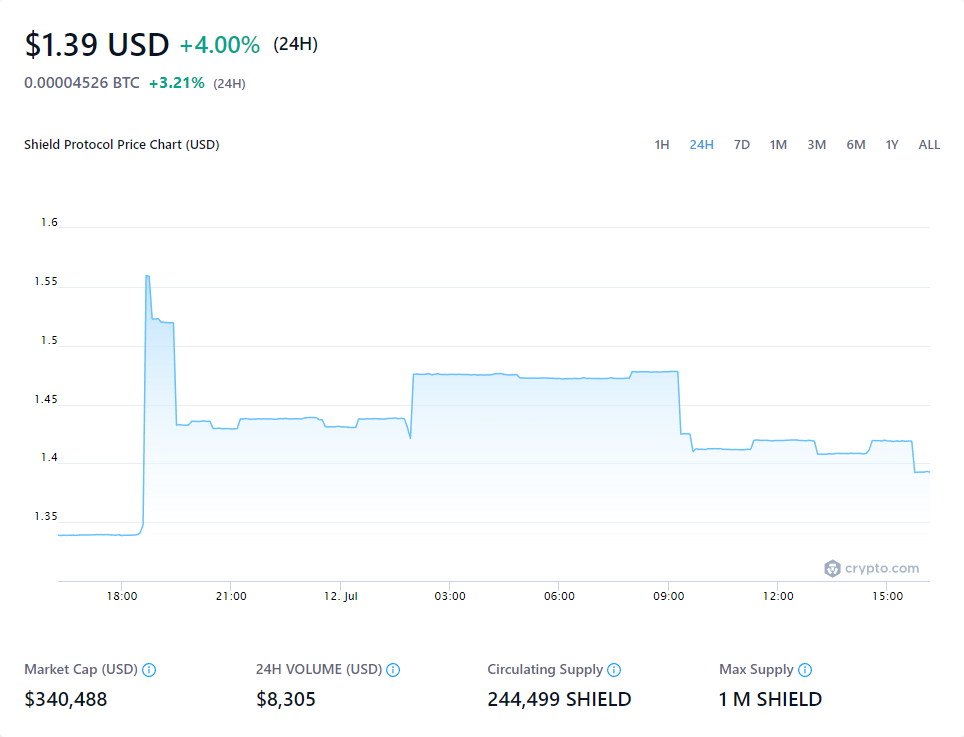 $1.39 USD +4.00% (24H)
0.00004526 BTC +3.21% (24H)
Shield Protocol Price Chart (USD) 1H 24H 7D 1M 3M 6M 1Y ALL
1.6
1.55
1.5
1.45
1.4
1.35
crypto.com
18:00 21:00 12. Jul 03:00 06:00 09:00 12:00 15:00
Market Cap (USD) 24H VOLUME (USD) Circulating Supply Max Supply
$340,488 $8,305 244,499 SHIELD 1 M SHIELD